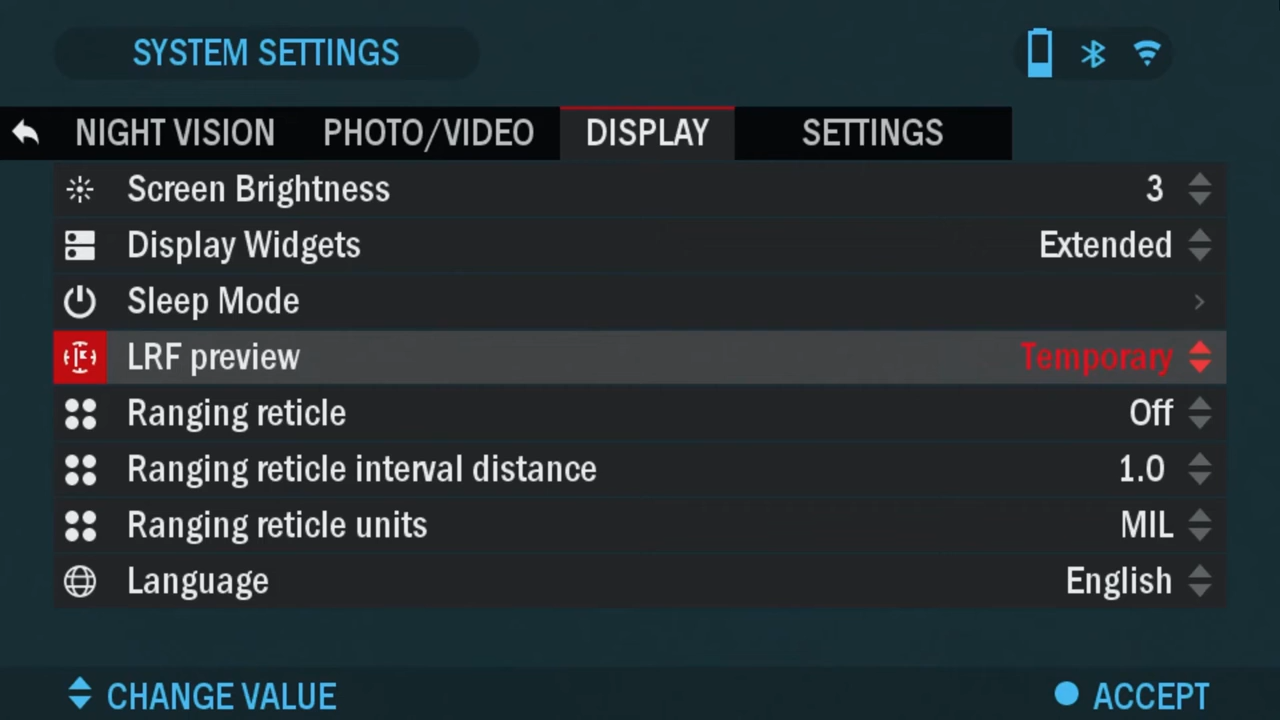 SYSTEM SETTINGS
NIGHT VISION PHOTO/VIDEO DISPLAY SETTINGS
Screen Brightness 3
Display Widgets Extended
Sleep Mode
LRF preview Temporary
Ranging reticle Off
Ranging reticle interval distance 1.0
Ranging reticle units MIL
Language English
CHANGE VALUE ACCEPT